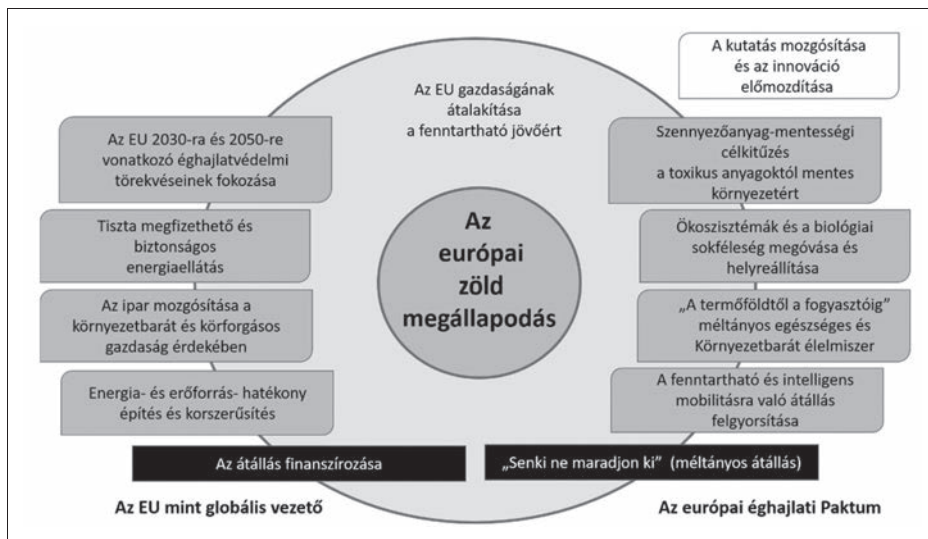 A kutatás mozgósítása
és az innováció
előmozdítása
Az EU gazdaságának
átalakítása
a fenntartható jövőért
Az EU 2030-ra és 2050-re
vonatkozó éghajlatvédelmi
törekvéseinek fokozása
Tiszta megfizethető és
biztonságos
energiaellátás
Az ipar mozgósítása a
környezetbarát és körforgásos
gazdaság érdekében
Energia- és erőforrás- hatékony
építés és korszerűsítés
Az
európai
zöld
megállapodás
Szennyezőanyag-mentességi
célkitűzés
a toxikus anyagoktól mentes
környezetért
Ökoszisztémák és a biológiai
sokféleség megóvása és
helyreállítása
„A termőföldtől a fogyasztóig”
méltányos egészséges és
Környezetbarát élelmiszer
A fenntartható és intelligens
mobilitásra való átállás
felgyorsítása
Az átállás finanszírozása
„Senki ne maradjon ki” (méltányos átállás)
Az EU mint globális vezető
Az európai éghajlati Paktum